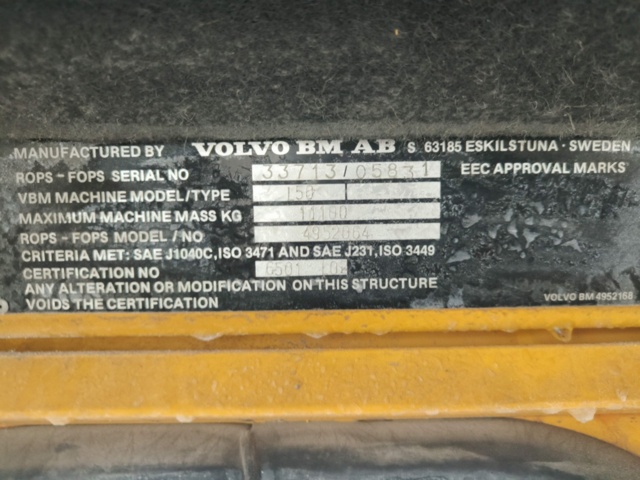 MANUFACTURED BY VOLVO BM AB S 63185 ESKILSTUNA · SWEDEN
ROPS - FOPS SERIAL NO 33713/05831 EEC APPROVAL MARKS
VBM MACHINE MODEL/TYPE
MAXIMUM MACHINE MASS KG
ROPS - FOPS MODEL / NO 4952064
CRITERIA MET: SAE J1040C, ISO 3471 AND SAE J231, ISO 3449
CERTIFICATION NO 6501
ANY ALTERATION OR MODIFICATION ON THIS STRUCTURE
VOIDS THE CERTIFICATION VOLVO BM 4952168